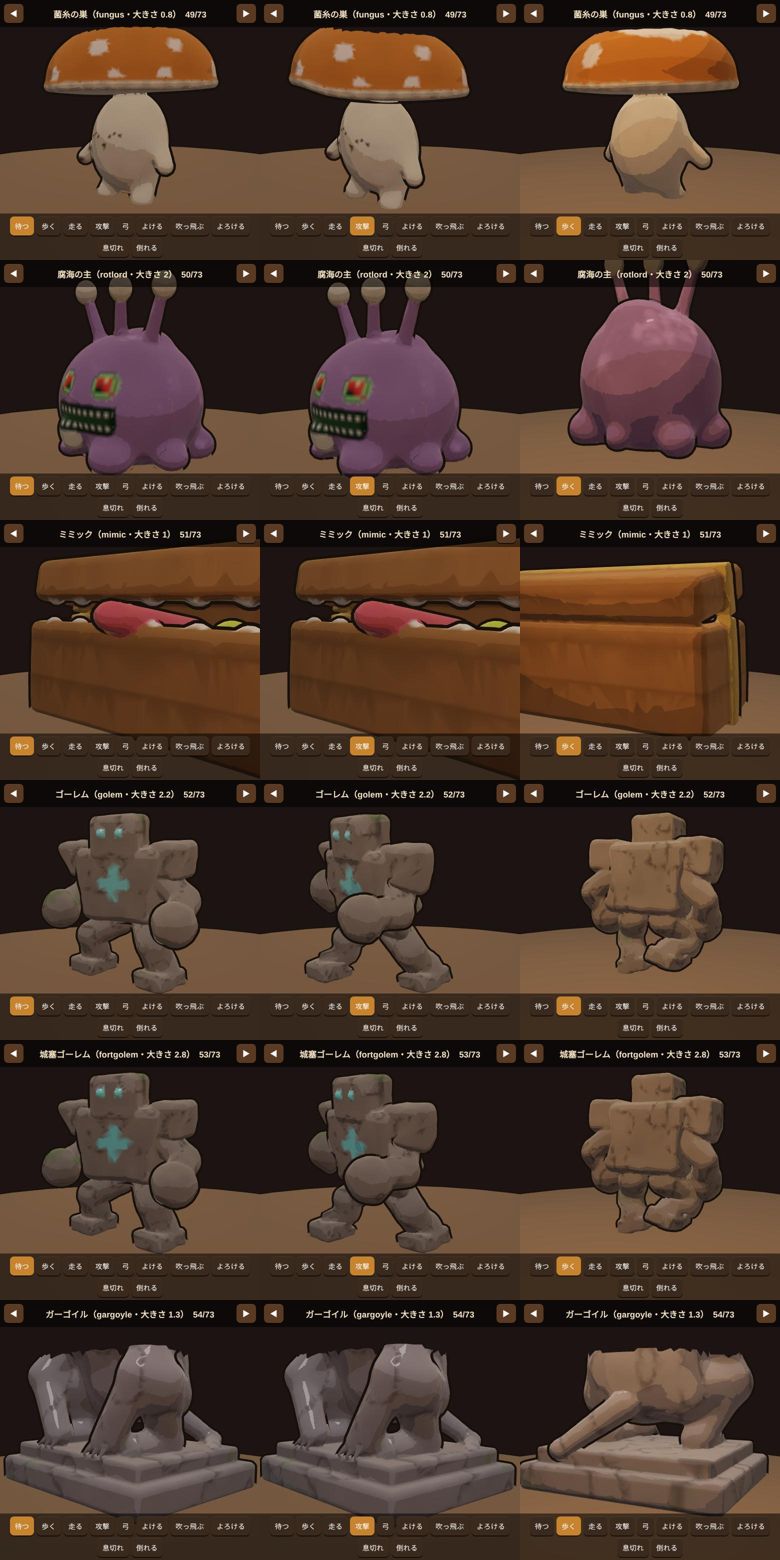 ◀ 菌糸の巣（fungus・大きさ 0.8） 49/73 ▶ ◀ 菌糸の巣（fungus・大きさ 0.8） 49/73 ▶ ◀ 菌糸の巣（fungus・大きさ 0.8） 49/73 ▶
待つ 歩く 走る 攻撃 弓 よける 吹っ飛ぶ よろける 待つ 歩く 走る 攻撃 弓 よける 吹っ飛ぶ よろける 待つ 歩く 走る 攻撃 弓 よける 吹っ飛ぶ よろける
息切れ 倒れる 息切れ 倒れる 息切れ 倒れる
◀ 腐海の主（rotlord・大きさ 2） 50/73 ▶ ◀ 腐海の主（rotlord・大きさ 2） 50/73 ▶ ◀ 腐海の主（rotlord・大きさ 2） 50/73 ▶
待つ 歩く 走る 攻撃 弓 よける 吹っ飛ぶ よろける 待つ 歩く 走る 攻撃 弓 よける 吹っ飛ぶ よろける 待つ 歩く 走る 攻撃 弓 よける 吹っ飛ぶ よろける
息切れ 倒れる 息切れ 倒れる 息切れ 倒れる
◀ ミミック（mimic・大きさ 1） 51/73 ▶ ◀ ミミック（mimic・大きさ 1） 51/73 ▶ ◀ ミミック（mimic・大きさ 1） 51/73 ▶
待つ 歩く 走る 攻撃 弓 よける 吹っ飛ぶ よろける 待つ 歩く 走る 攻撃 弓 よける 吹っ飛ぶ よろける 待つ 歩く 走る 攻撃 弓 よける 吹っ飛ぶ よろける
息切れ 倒れる 息切れ 倒れる 息切れ 倒れる
◀ ゴーレム（golem・大きさ 2.2） 52/73 ▶ ◀ ゴーレム（golem・大きさ 2.2） 52/73 ▶ ◀ ゴーレム（golem・大きさ 2.2） 52/73 ▶
待つ 歩く 走る 攻撃 弓 よける 吹っ飛ぶ よろける 待つ 歩く 走る 攻撃 弓 よける 吹っ飛ぶ よろける 待つ 歩く 走る 攻撃 弓 よける 吹っ飛ぶ よろける
息切れ 倒れる 息切れ 倒れる 息切れ 倒れる
◀ 城塞ゴーレム（fortgolem・大きさ 2.8） 53/73 ▶ ◀ 城塞ゴーレム（fortgolem・大きさ 2.8） 53/73 ▶ ◀ 城塞ゴーレム（fortgolem・大きさ 2.8） 53/73 ▶
待つ 歩く 走る 攻撃 弓 よける 吹っ飛ぶ よろける 待つ 歩く 走る 攻撃 弓 よける 吹っ飛ぶ よろける 待つ 歩く 走る 攻撃 弓 よける 吹っ飛ぶ よろける
息切れ 倒れる 息切れ 倒れる 息切れ 倒れる
◀ ガーゴイル（gargoyle・大きさ 1.3） 54/73 ▶ ◀ ガーゴイル（gargoyle・大きさ 1.3） 54/73 ▶ ◀ ガーゴイル（gargoyle・大きさ 1.3） 54/73 ▶
待つ 歩く 走る 攻撃 弓 よける 吹っ飛ぶ よろける 待つ 歩く 走る 攻撃 弓 よける 吹っ飛ぶ よろける 待つ 歩く 走る 攻撃 弓 よける 吹っ飛ぶ よろける
息切れ 倒れる 息切れ 倒れる 息切れ 倒れる